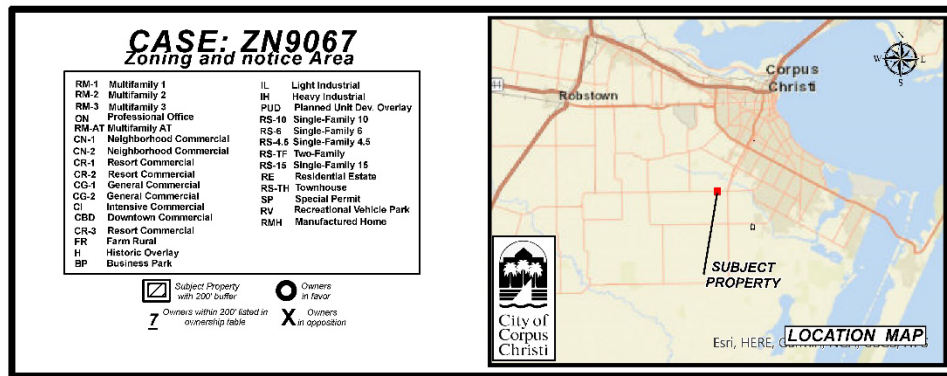 CASE: ZN9067
Zoning and notice Area
RM-1 Multifamily 1
RM-2 Multifamily 2
RM-3 Multifamily 3
ON Professional Office
RM-AT Multifamily AT
CN-1 Neighborhood Commercial
CN-2 Neighborhood Commercial
CR-1 Resort Commercial
CR-2 Resort Commercial
CG-1 General Commercial
CG-2 General Commercial
CI Intensive Commercial
CBD Downtown Commercial
CR-3 Resort Commercial
FR Farm Rural
H Historic Overlay
BP Business Park
IL Light Industrial
IH Heavy Industrial
PUD Planned Unit Dev. Overlay
RS-10 Single-Family 10
RS-6 Single-Family 6
RS-4.5 Single-Family 4.5
RS-TF Two-Family
RS-15 Single-Family 15
RE Residential Estate
RS-TH Townhouse
SP Special Permit
RV Recreational Vehicle Park
RMH Manufactured Home
Subject Property
with 200' buffer
Owners
in favor
7 Owners within 200' listed in
ownership table
X Owners
in opposition
N
W
E
S
Corpus
Christi
44
Robstown
SUBJECT
PROPERTY
City of
Corpus
Christi
Esri, HERE,
LOCATION MAP